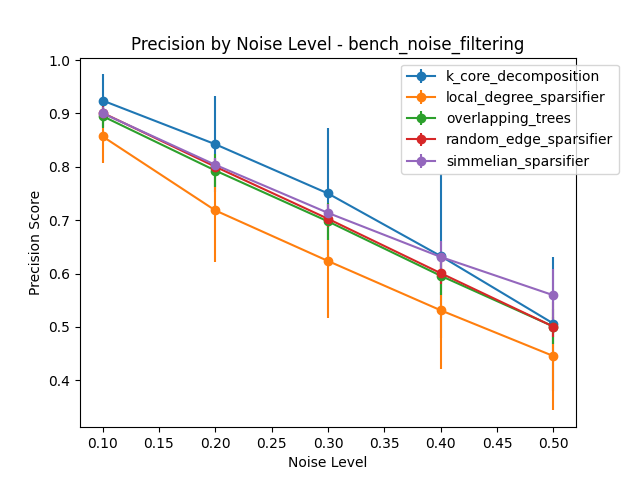 Precision by Noise Level - bench_noise_filtering
1.0
0.9
0.8
0.7
0.6
0.5
0.4
Precision Score
k_core_decomposition
local_degree_sparsifier
overlapping_trees
random_edge_sparsifier
simmelian_sparsifier
0.10 0.15 0.20 0.25 0.30 0.35 0.40 0.45 0.50
Noise Level